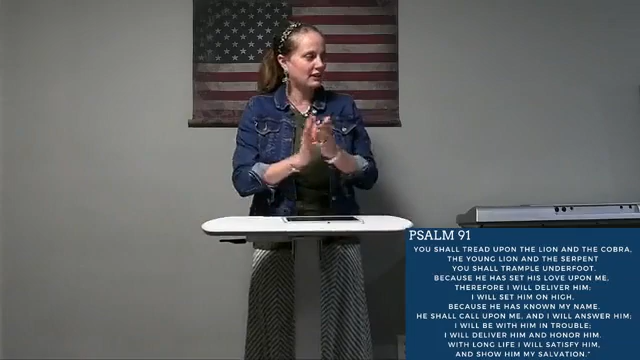 PSALM 91
YOU SHALL TREAD UPON THE LION AND THE COBRA,
THE YOUNG LION AND THE SERPENT
YOU SHALL TRAMPLE UNDERFOOT.
BECAUSE HE HAS SET HIS LOVE UPON ME,
THEREFORE I WILL DELIVER HIM;
I WILL SET HIM ON HIGH,
BECAUSE HE HAS KNOWN MY NAME.
HE SHALL CALL UPON ME, AND I WILL ANSWER HIM;
I WILL BE WITH HIM IN TROUBLE;
I WILL DELIVER HIM AND HONOR HIM.
WITH LONG LIFE I WILL SATISFY HIM,
AND SHOW HIM MY SALVATION."